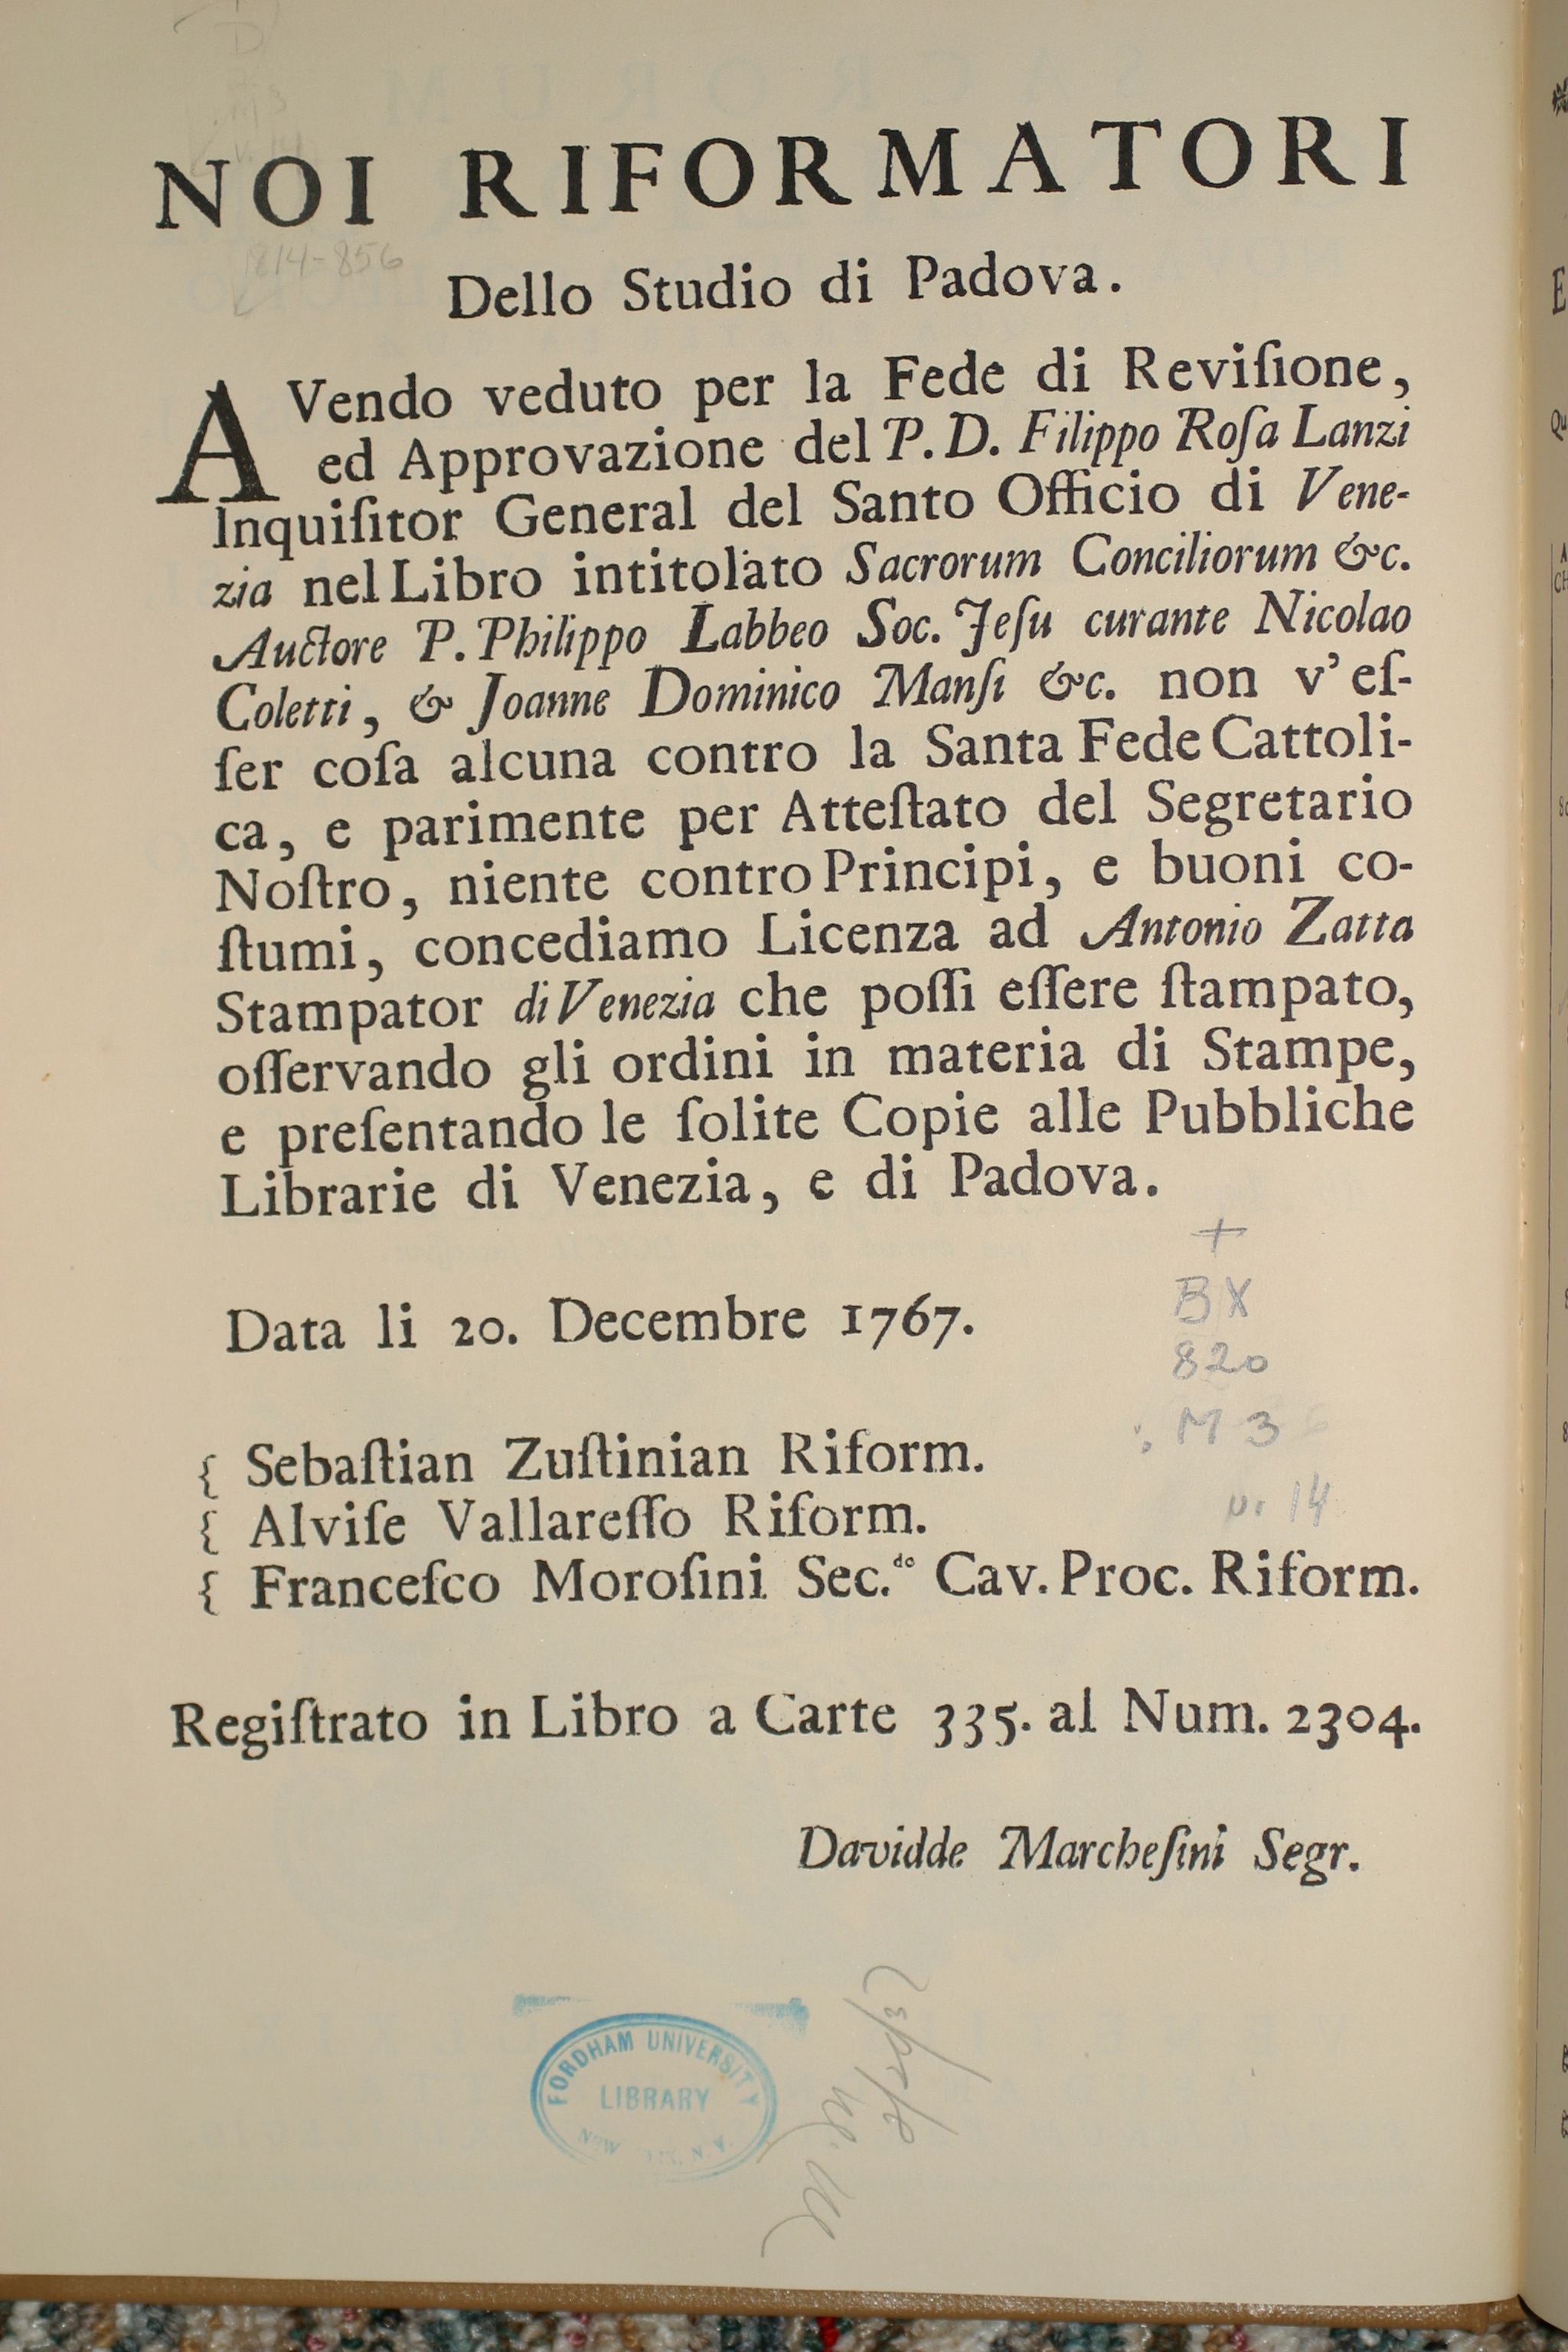 1814-856
NOI RIFORMATORI
Dello Studio di Padova.
AVendo veduto per la Fede di Reviſione,
ed Approvazione del P. D. Filippo Roſa Lanzi
Inquiſitor General del Santo Officio di Vene-
zia nel Libro intitolato Sacrorum Conciliorum &c.
Auctore P. Philippo Labbeo Soc. Jeſu curante Nicolao
Coletti, & Joanne Dominico Manſi &c. non v' eſ-
ſer coſa alcuna contro la Santa Fede Cattoli-
ca, e parimente per Atteſtato del Segretario
Noſtro, niente contro Principi, e buoni co-
ſtumi, concediamo Licenza ad Antonio Zatta
Stampator di Venezia che poſſi eſſere ſtampato,
oſſervando gli ordini in materia di Stampe,
e preſentando le ſolite Copie alle Pubbliche
Librarie di Venezia, e di Padova.
+
BX
820
.M3
v. 14
Data li 20. Decembre 1767.
{ Sebaſtian Zuſtinian Riform.
{ Alviſe Vallareſſo Riform.
{ Franceſco Moroſini Sec.do Cav. Proc. Riform.
Regiſtrato in Libro a Carte 335. al Num. 2304.
Davidde Marcheſini Segr.
FORDHAM UNIVERSITY
LIBRARY
NEW N.Y.